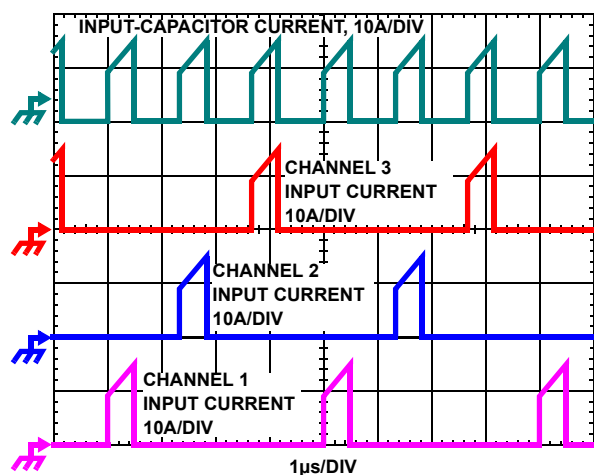 INPUT-CAPACITOR CURRENT, 10A/DIV
CHANNEL 3
INPUT CURRENT
10A/DIV
CHANNEL 2
INPUT CURRENT
10A/DIV
CHANNEL 1
INPUT CURRENT
10A/DIV
1µs/DIV